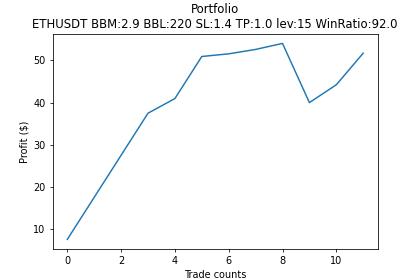 Portfolio
ETHUSDT BBM:2.9 BBL:220 SL:1.4 TP:1.0 lev:15 WinRatio:92.0
50
40
30
20
10
Profit ($)
0 2 4 6 8 10
Trade counts